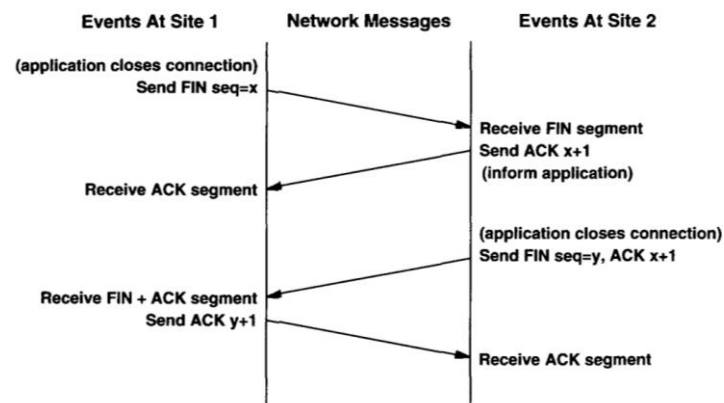 Events At Site 1 Network Messages Events At Site 2
(application closes connection)
Send FIN seq=x
Receive FIN segment
Send ACK x+1
(inform application)
Receive ACK segment
(application closes connection)
Send FIN seq=y, ACK x+1
Receive FIN + ACK segment
Send ACK y+1
Receive ACK segment